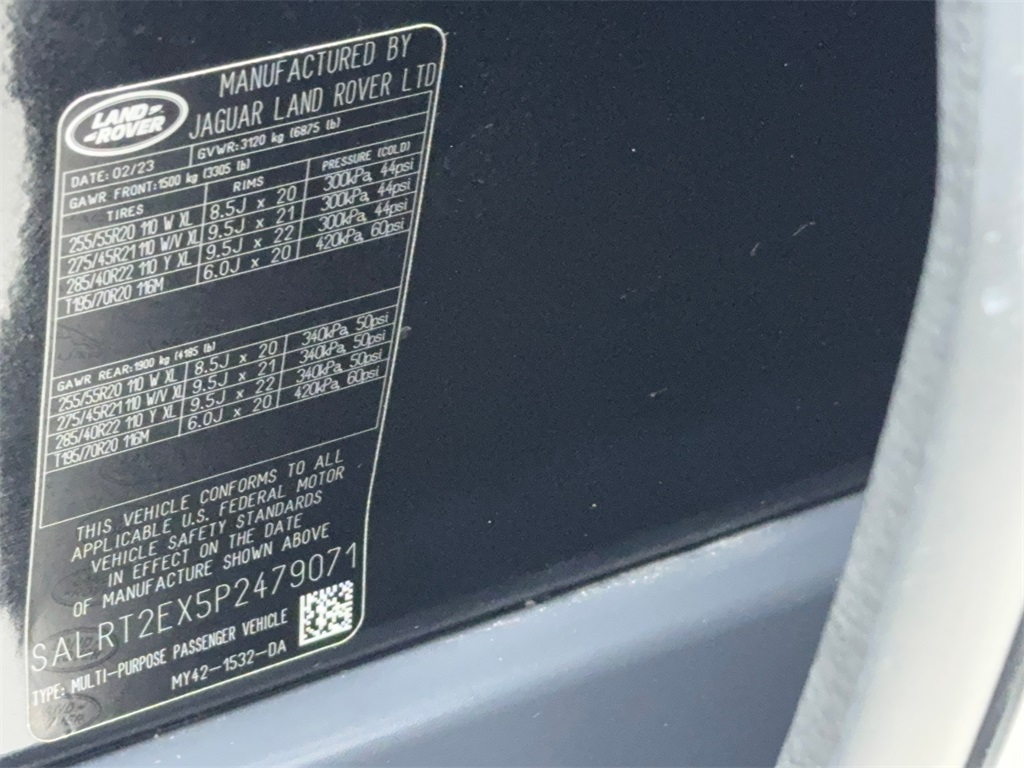 MANUFACTURED BY
LAND ROVER
JAGUAR LAND ROVER LTD
DATE: 02/23 GVWR: 3120 kg (6875 lb)
GAWR FRONT: 1500 kg (3305 lb)
TIRES RIMS PRESSURE (COLD)
255/55R20 110 W XL 8.5J x 20 300kPa, 44psi
275/45R21 110 W/V XL 9.5J x 21 300kPa, 44psi
285/40R22 110 Y XL 9.5J x 22 300kPa, 44psi
T195/70R20 116M 6.0J x 20 420kPa, 60psi
GAWR REAR: 1900 kg (4185 lb)
255/55R20 110 W XL 8.5J x 20 340kPa, 50psi
275/45R21 110 W/V XL 9.5J x 21 340kPa, 50psi
285/40R22 110 Y XL 9.5J x 22 340kPa, 50psi
T195/70R20 116M 6.0J x 20 420kPa, 60psi
THIS VEHICLE CONFORMS TO ALL
APPLICABLE U.S. FEDERAL MOTOR
VEHICLE SAFETY STANDARDS
IN EFFECT ON THE DATE
OF MANUFACTURE SHOWN ABOVE
SALRT2EX5P2479071
TYPE: MULTI-PURPOSE PASSENGER VEHICLE
MY42-1532-DA